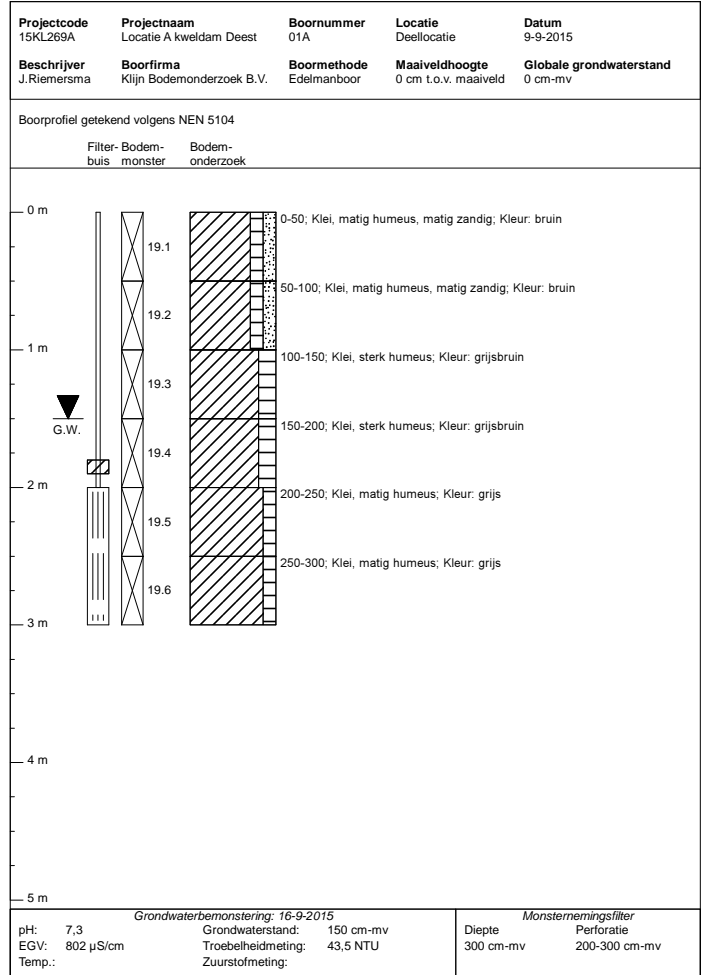 Projectcode Projectnaam Boornummer Locatie Datum
15KL269A Locatie A kweldam Deest 01A Deellocatie 9-9-2015
Beschrijver Boorfirma Boormethode Maaiveldhoogte Globale grondwaterstand
J.Riemersma Klijn Bodemonderzoek B.V. Edelmanboor 0 cm t.o.v. maaiveld 0 cm-mv
Boorprofiel getekend volgens NEN 5104
Filter- Bodem- Bodem-
buis monster onderzoek
0 m
0-50; Klei, matig humeus, matig zandig; Kleur: bruin
19.1
50-100; Klei, matig humeus, matig zandig; Kleur: bruin
19.2
1 m
100-150; Klei, sterk humeus; Kleur: grijsbruin
19.3
150-200; Klei, sterk humeus; Kleur: grijsbruin
G.W.
19.4
2 m
200-250; Klei, matig humeus; Kleur: grijs
19.5
250-300; Klei, matig humeus; Kleur: grijs
19.6
3 m
4 m
5 m
Grondwaterbemonstering: 16-9-2015 Monsternemingsfilter
pH: 7,3 Grondwaterstand: 150 cm-mv Diepte Perforatie
EGV: 802 µS/cm Troebelheidmeting: 43,5 NTU 300 cm-mv 200-300 cm-mv
Temp.: Zuurstofmeting: